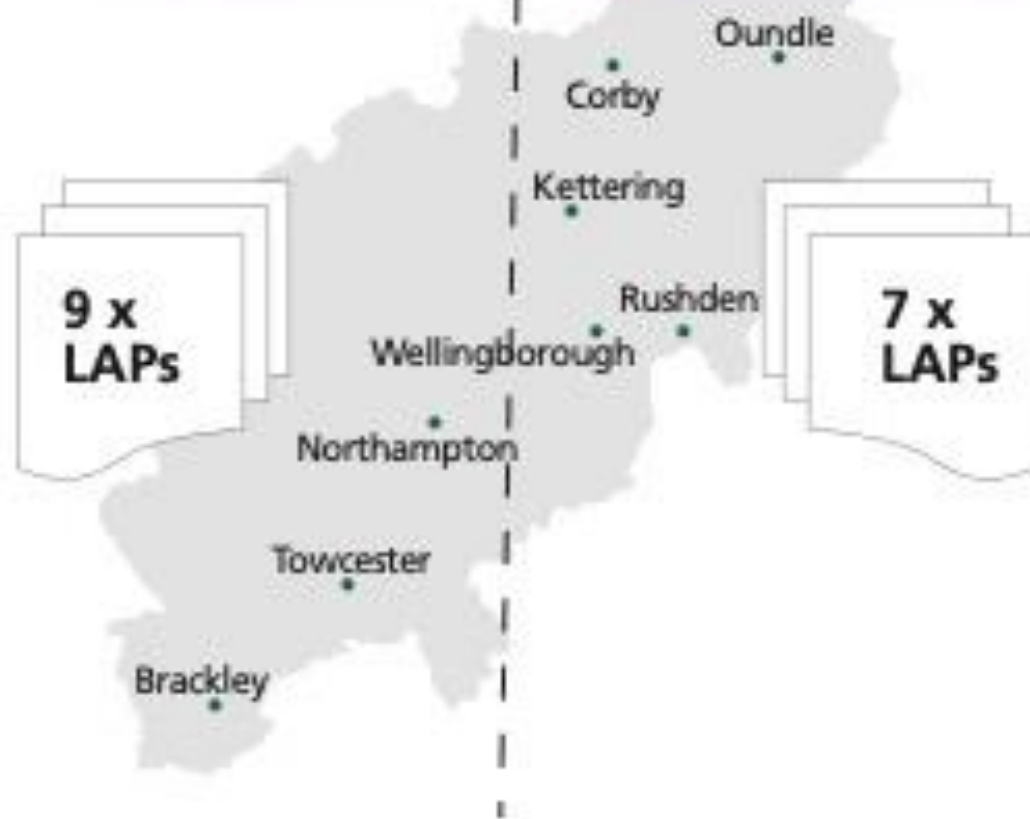 Oundle
Corby
Kettering
9 x
LAPs
Rushden
7 x
LAPs
Wellingborough
Northampton
Towcester
Brackley